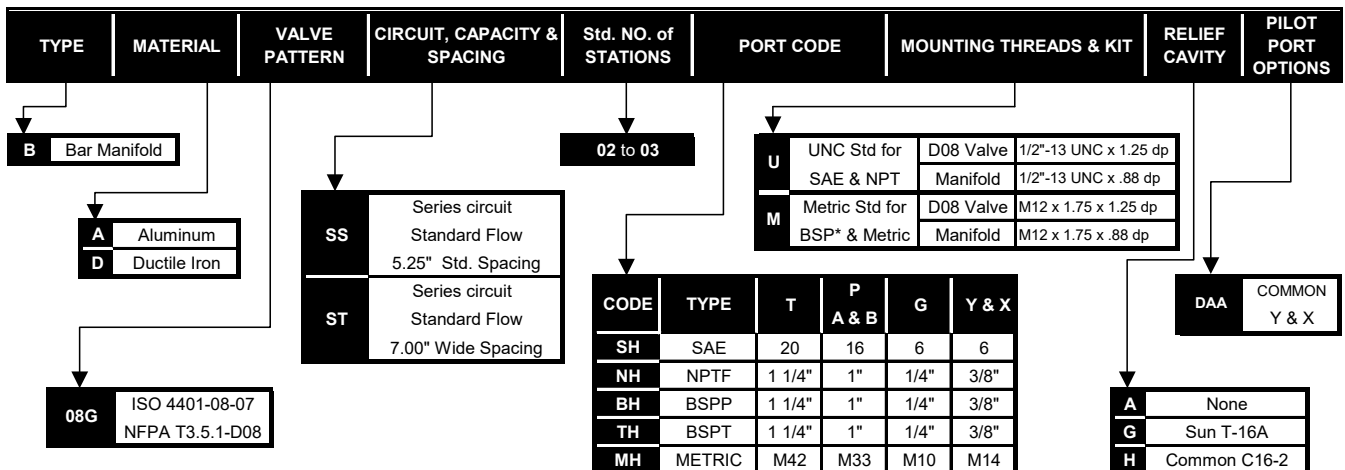 TYPE MATERIAL VALVE PATTERN CIRCUIT, CAPACITY & SPACING Std. NO. of STATIONS PORT CODE MOUNTING THREADS & KIT RELIEF CAVITY PILOT PORT OPTIONS
B Bar Manifold
A Aluminum
D Ductile Iron
08G ISO 4401-08-07
NFPA T3.5.1-D08
SS Series circuit
Standard Flow
5.25" Std. Spacing
ST Series circuit
Standard Flow
7.00" Wide Spacing
02 to 03
CODE TYPE T P A & B G Y & X
SH SAE 20 16 6 6
NH NPTF 1 1/4" 1" 1/4" 3/8"
BH BSPP 1 1/4" 1" 1/4" 3/8"
TH BSPT 1 1/4" 1" 1/4" 3/8"
MH METRIC M42 M33 M10 M14
U UNC Std for D08 Valve 1/2"-13 UNC x 1.25 dp
SAE & NPT Manifold 1/2"-13 UNC x .88 dp
M Metric Std for D08 Valve M12 x 1.75 x 1.25 dp
BSP* & Metric Manifold M12 x 1.75 x .88 dp
A None
G Sun T-16A
H Common C16-2
DAA COMMON
Y & X